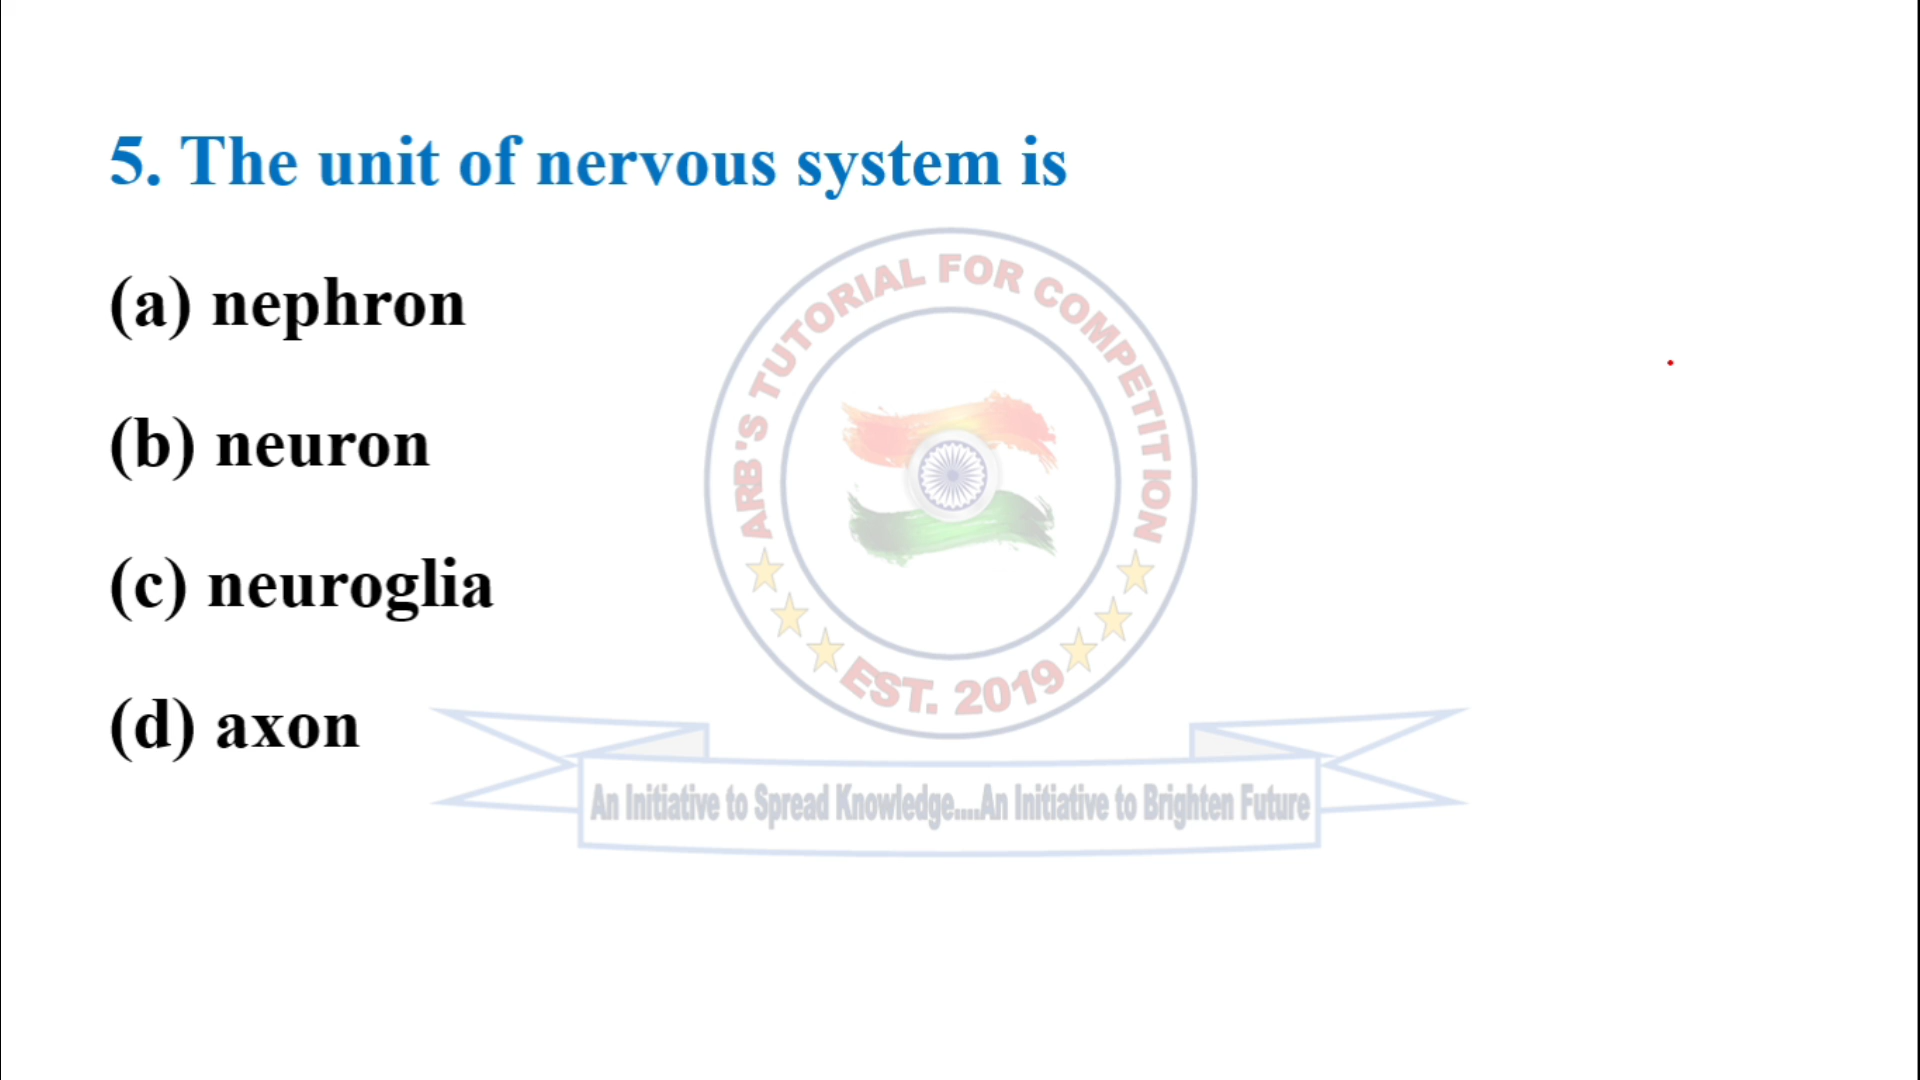 5. The unit of nervous system is
(a) nephron
(b) neuron
(c) neuroglia
(d) axon
ARB'S TUTORIAL FOR COMPETITION
EST. 2019
An Initiative to Spread Knowledge....An Initiative to Brighten Future